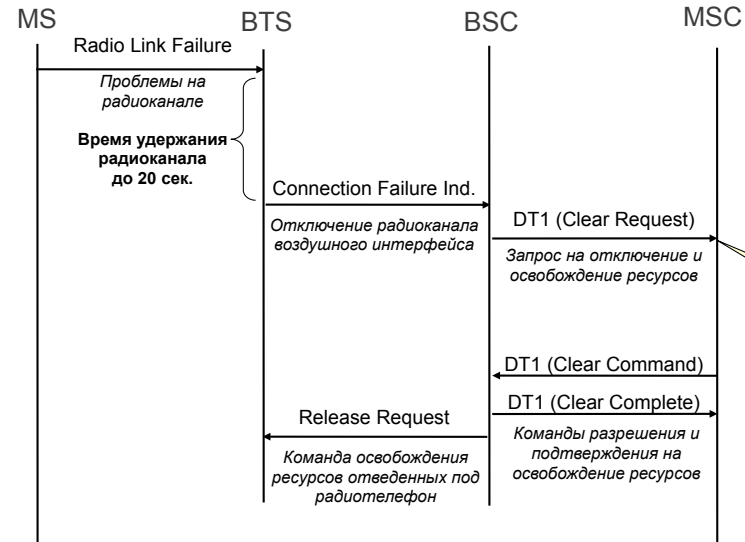 MS
BTS
BSC
MSC
Radio Link Failure
Проблемы на
радиоканале
Время удержания
радиоканала
до 20 сек.
Connection Failure Ind.
Отключение радиоканала
воздушного интерфейса
DT1 (Clear Request)
Запрос на отключение и
освобождение ресурсов
DT1 (Clear Command)
DT1 (Clear Complete)
Release Request
Команды разрешения и
подтверждения на
освобождение ресурсов
Команда освобождения
ресурсов отведенных под
радиотелефон